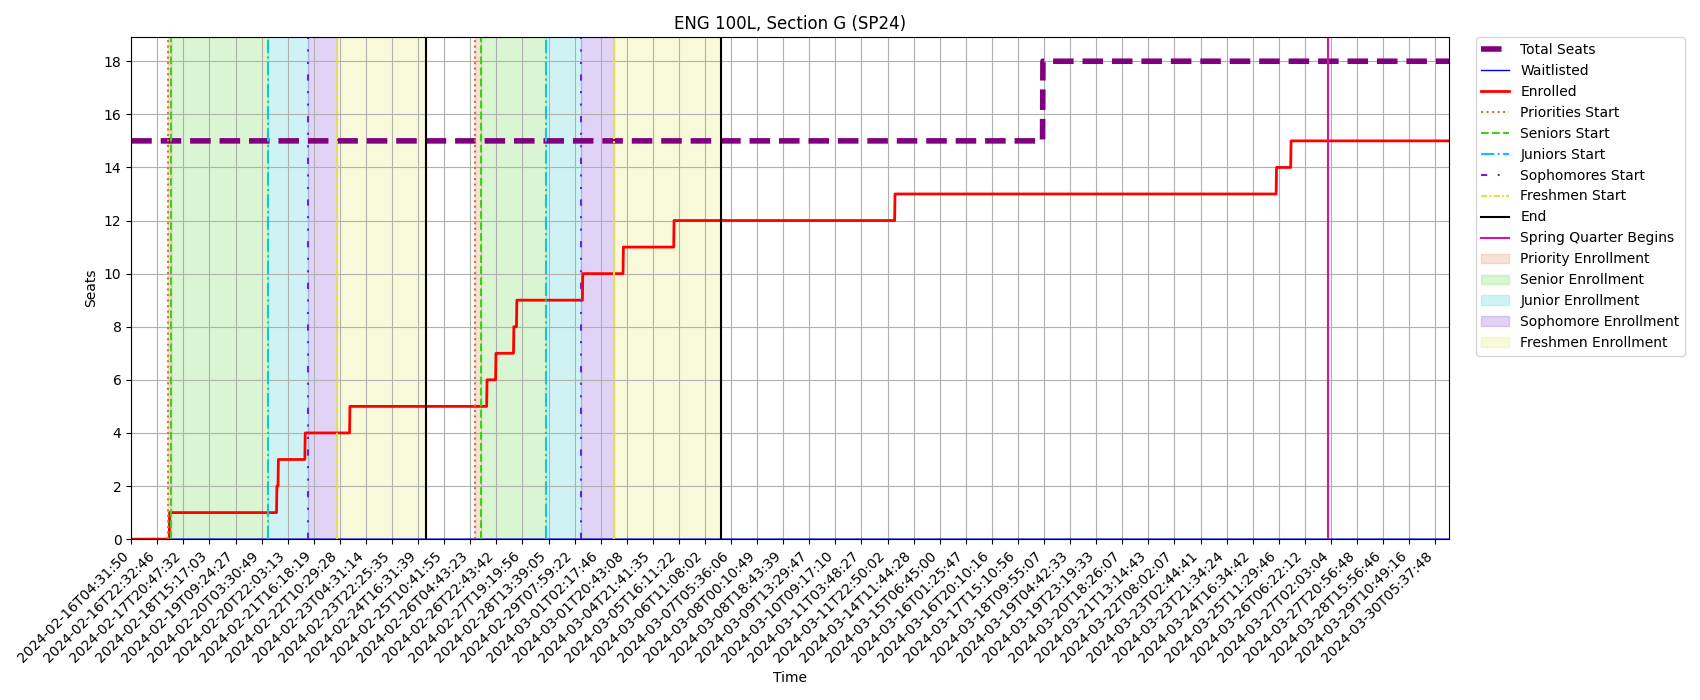 ENG 100L, Section G (SP24)
Seats
18
16
14
12
10
8
6
4
2
0
2024-02-16T04:31:50
2024-02-16T22:32:46
2024-02-17T20:47:32
2024-02-18T15:17:03
2024-02-19T09:24:27
2024-02-20T03:30:49
2024-02-20T22:03:13
2024-02-21T16:18:19
2024-02-22T10:29:28
2024-02-23T04:31:14
2024-02-23T22:25:35
2024-02-24T16:31:39
2024-02-25T10:41:55
2024-02-26T04:43:23
2024-02-26T22:43:42
2024-02-27T19:19:56
2024-02-28T13:39:05
2024-02-29T07:59:22
2024-03-01T02:17:46
2024-03-01T20:43:08
2024-03-04T21:41:35
2024-03-05T16:11:22
2024-03-06T11:08:02
2024-03-07T05:36:06
2024-03-08T00:10:49
2024-03-08T18:43:39
2024-03-09T13:29:47
2024-03-10T09:17:10
2024-03-11T03:48:27
2024-03-11T22:50:02
2024-03-14T11:44:28
2024-03-15T06:45:00
2024-03-16T01:25:47
2024-03-16T20:10:16
2024-03-17T15:10:56
2024-03-18T09:55:07
2024-03-19T04:42:33
2024-03-19T23:19:33
2024-03-20T18:26:07
2024-03-21T13:14:43
2024-03-22T08:02:07
2024-03-23T02:44:41
2024-03-23T21:34:24
2024-03-24T16:34:42
2024-03-25T11:29:46
2024-03-26T06:22:12
2024-03-27T02:03:04
2024-03-27T20:56:48
2024-03-28T15:56:46
2024-03-29T10:49:16
2024-03-30T05:37:48
Time
Total Seats
Waitlisted
Enrolled
Priorities Start
Seniors Start
Juniors Start
Sophomores Start
Freshmen Start
End
Spring Quarter Begins
Priority Enrollment
Senior Enrollment
Junior Enrollment
Sophomore Enrollment
Freshmen Enrollment